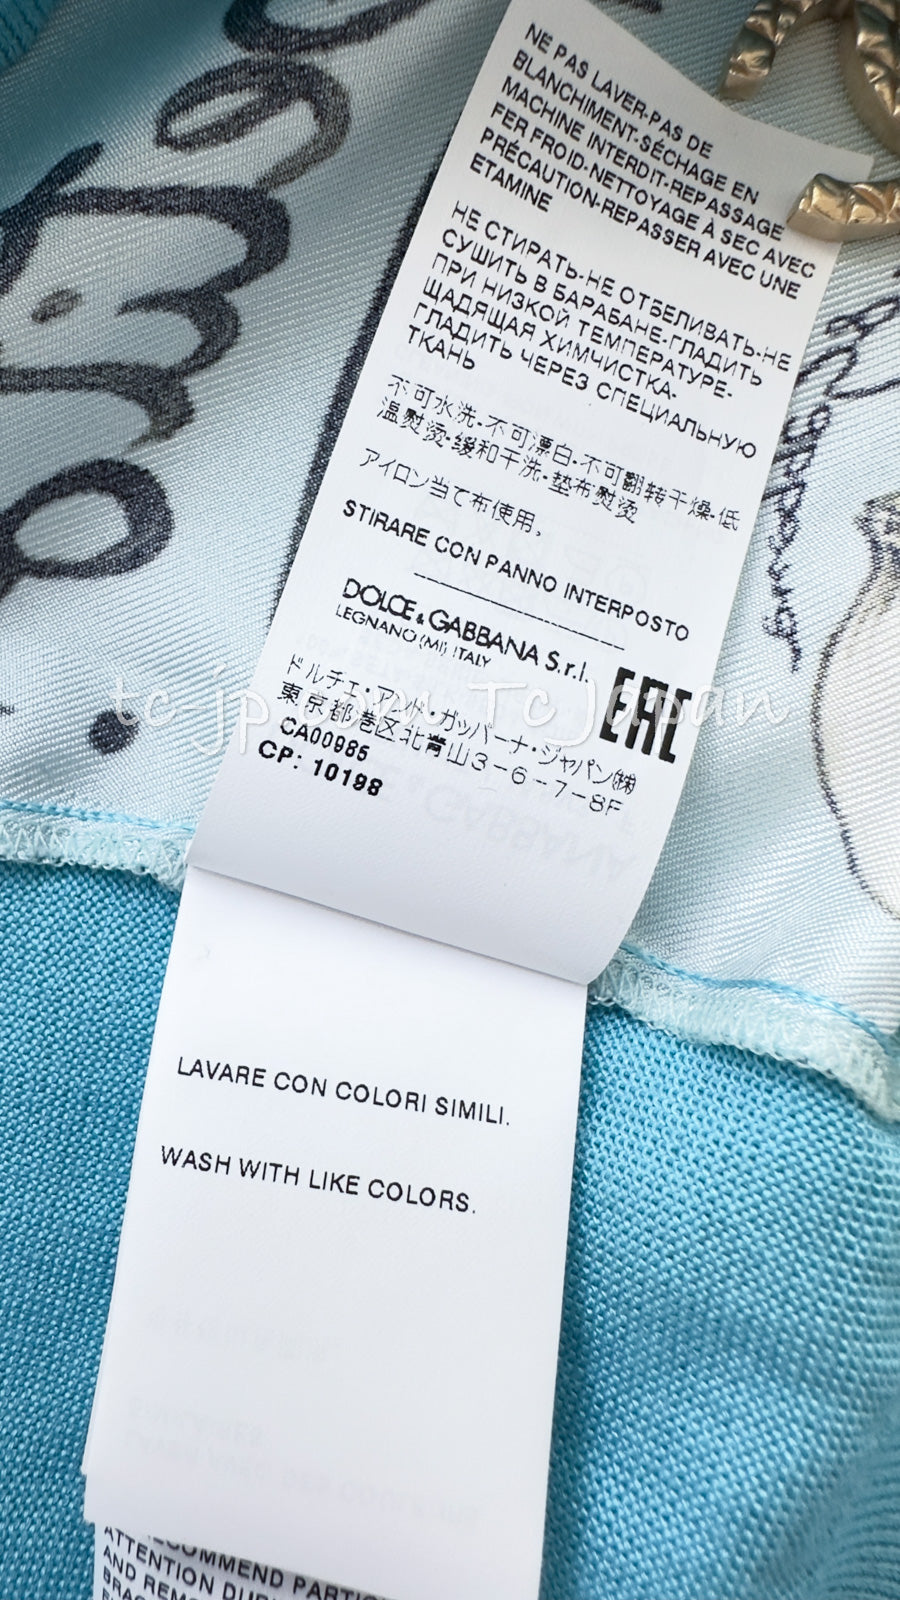 NE PAS LAVER-PAS DE
BLANCHIMENT-SÉCHAGE EN
MACHINE INTERDIT-REPASSAGE
FER FROID-NETTOYAGE À SEC AVEC
PRÉCAUTION-REPASSER AVEC UNE
ETAMINE
НЕ СТИРАТЬ-НЕ ОТБЕЛИВАТЬ-НЕ
СУШИТЬ В БАРАБАНЕ-ГЛАДИТЬ
ПРИ НИЗКОЙ ТЕМПЕРАТУРЕ-
ЩАДЯЩАЯ ХИМЧИСТКА-
ГЛАДИТЬ ЧЕРЕЗ СПЕЦИАЛЬНУЮ
ТКАНЬ
不可水洗-不可漂白-不可翻转干燥-低
温熨烫-缓和干洗-垫布熨烫
アイロン当て布使用。
STIRARE CON PANNO INTERPOSTO
DOLCE & GABBANA S.r.l.
LEGNANO (MI) ITALY
EAC
ドルチェ・アンド・ガッバーナ・ジャパン(株)
東京都港区北青山3-6-7-8F
CA00985
CP: 10198
tc-jp.com Tc Japan
LAVARE CON COLORI SIMILI.
WASH WITH LIKE COLORS.
RECOMMEND
ATTENTION
AND